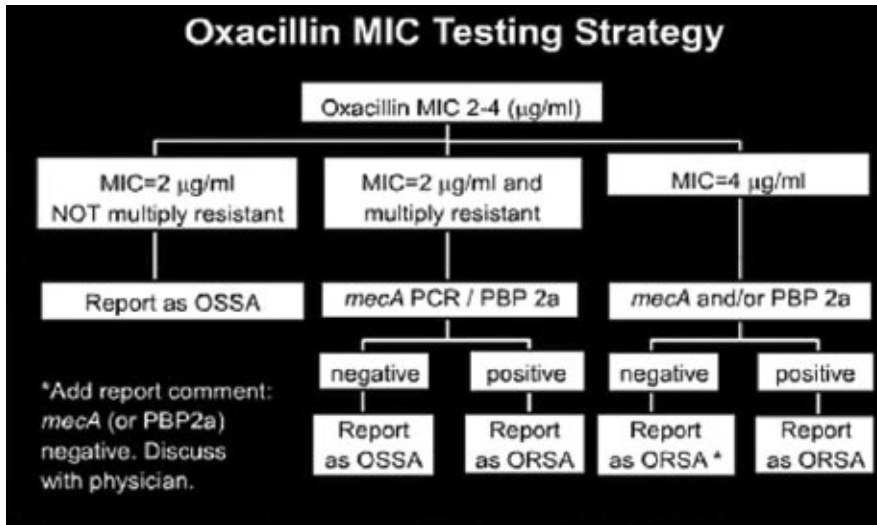 Oxacillin MIC Testing Strategy
Oxacillin MIC 2-4 (μg/ml)
MIC=2 μg/ml
NOT multiply resistant
MIC=2 μg/ml and
multiply resistant
MIC=4 μg/ml
Report as OSSA
mecA PCR / PBP 2a
mecA and/or PBP 2a
negative
positive
negative
positive
Report
as OSSA
Report
as ORSA
Report
as ORSA*
Report
as ORSA
*Add report comment:
mecA (or PBP2a)
negative. Discuss
with physician.